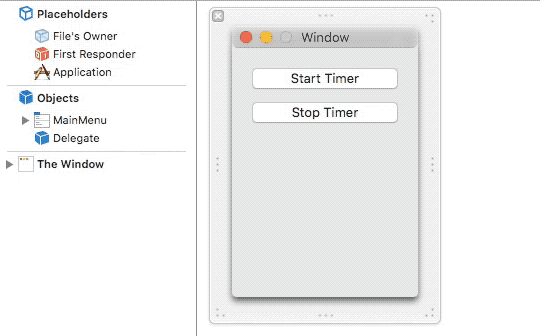 Placeholders
File's Owner
First Responder
Application
Objects
MainMenu
Delegate
The Window
Window
Start Timer
Stop Timer